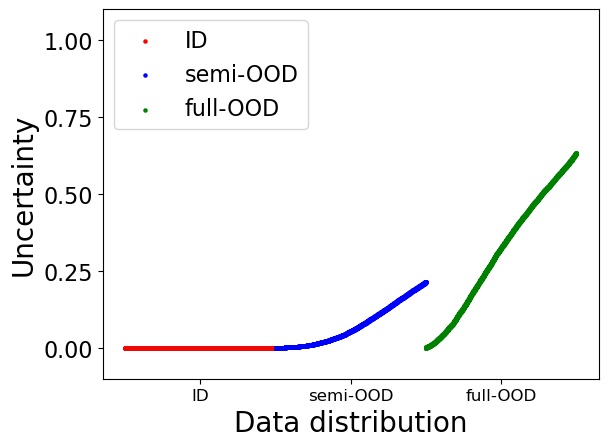 ID
semi-OOD
full-OOD
1.00
0.75
0.50
0.25
0.00
Uncertainty
ID semi-OOD full-OOD
Data distribution